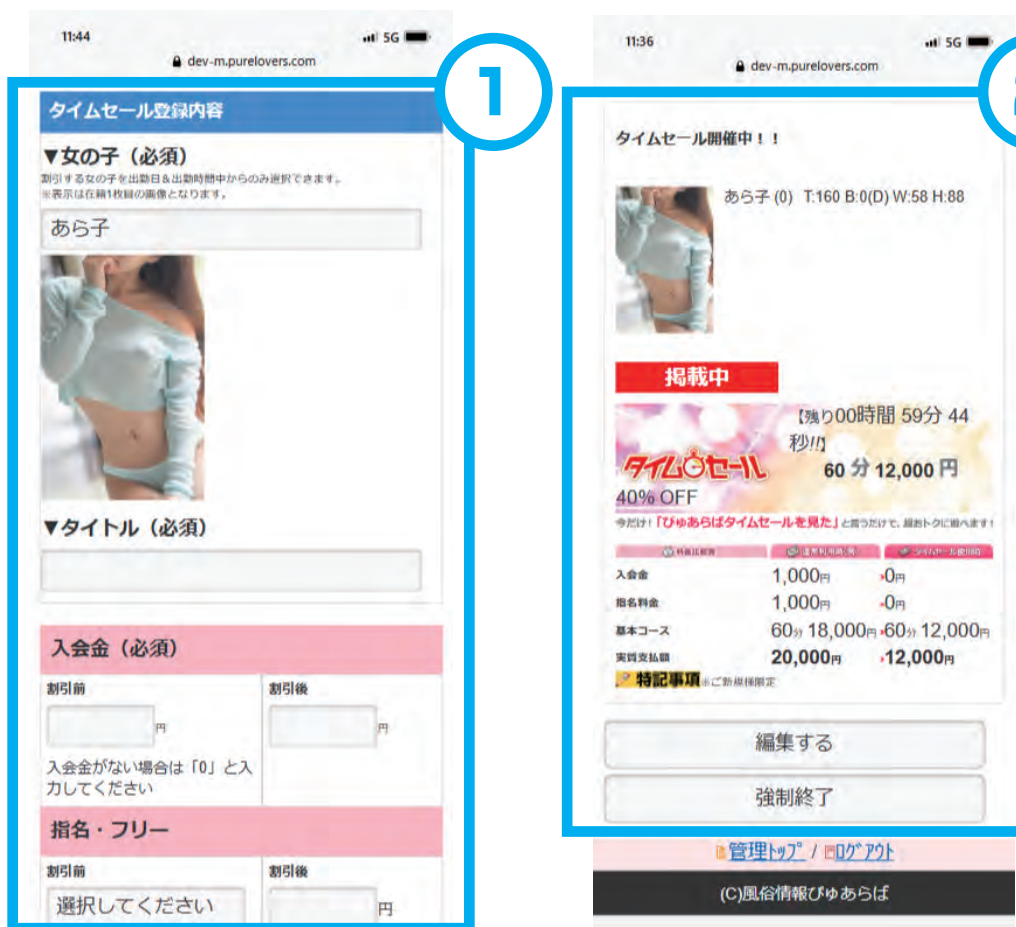 11:44
5G
dev-m.purelovers.com
1
タイムセール登録内容
▼女の子（必須）
割引する女の子を出勤日＆出勤時間中からのみ選択できます。
※表示は在籍1枚目の画像となります。
あら子
▼タイトル（必須）
入会金（必須）
割引前
割引後
円
円
入会金がない場合は「0」と入
力してください
指名・フリー
割引前
割引後
選択してください
円
11:36
5G
dev-m.purelovers.com
タイムセール開催中！！
あら子 (0) T:160 B:0(D) W:58 H:88
掲載中
【残り00時間 59分 44
秒!!】
タイムセール
60 分 12,000 円
40% OFF
今だけ！「ぴゅあらばタイムセールを見た」と言うだけで、超おトクに遊べます！
入会金 1,000円 0円
指名料金 1,000円 0円
基本コース 60分 18,000円 60分 12,000円
実質支払額 20,000円 12,000円
特記事項 ※ご新規様限定
編集する
強制終了
管理トップ / ログアウト
(C)風俗情報ぴゅあらば